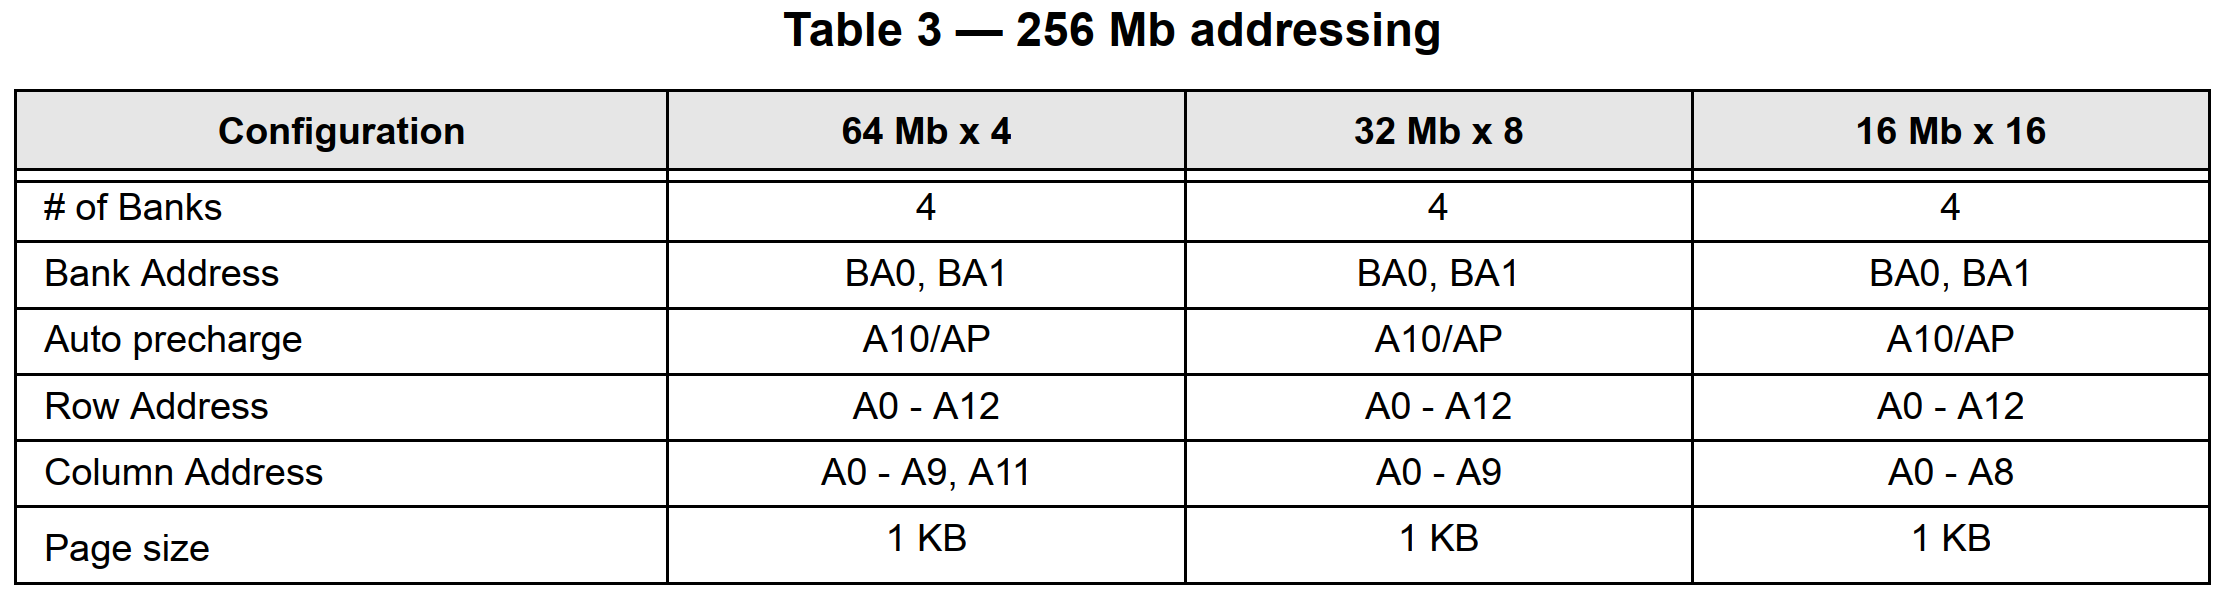 Table 3 — 256 Mb addressing
Configuration 64 Mb x 4 32 Mb x 8 16 Mb x 16
# of Banks 4 4 4
Bank Address BA0, BA1 BA0, BA1 BA0, BA1
Auto precharge A10/AP A10/AP A10/AP
Row Address A0 - A12 A0 - A12 A0 - A12
Column Address A0 - A9, A11 A0 - A9 A0 - A8
Page size 1 KB 1 KB 1 KB